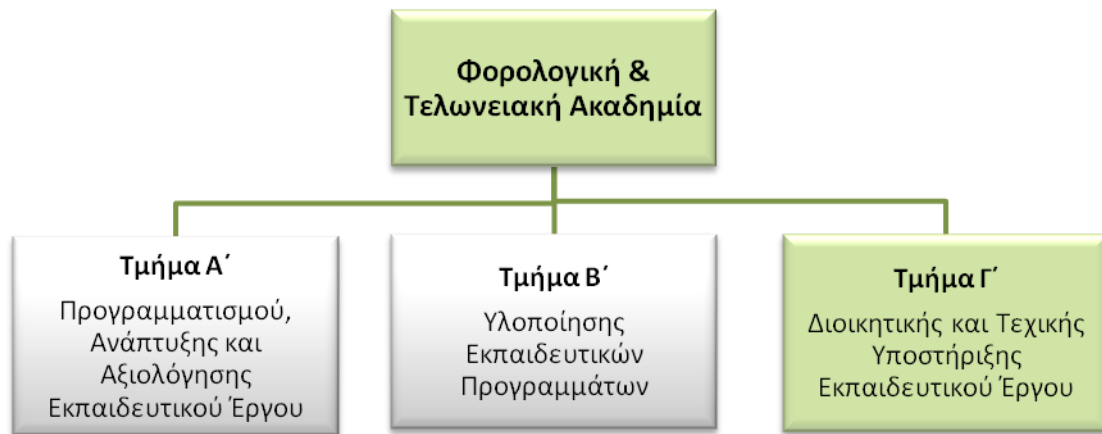 Φορολογική &
Τελωνειακή Ακαδημία
Τμήμα Α΄
Προγραμματισμού,
Ανάπτυξης και
Αξιολόγησης
Εκπαιδευτικού Έργου
Τμήμα Β΄
Υλοποίησης
Εκπαιδευτικών
Προγραμμάτων
Τμήμα Γ΄
Διοικητικής και Τεχικής
Υποστήριξης
Εκπαιδευτικού Έργου